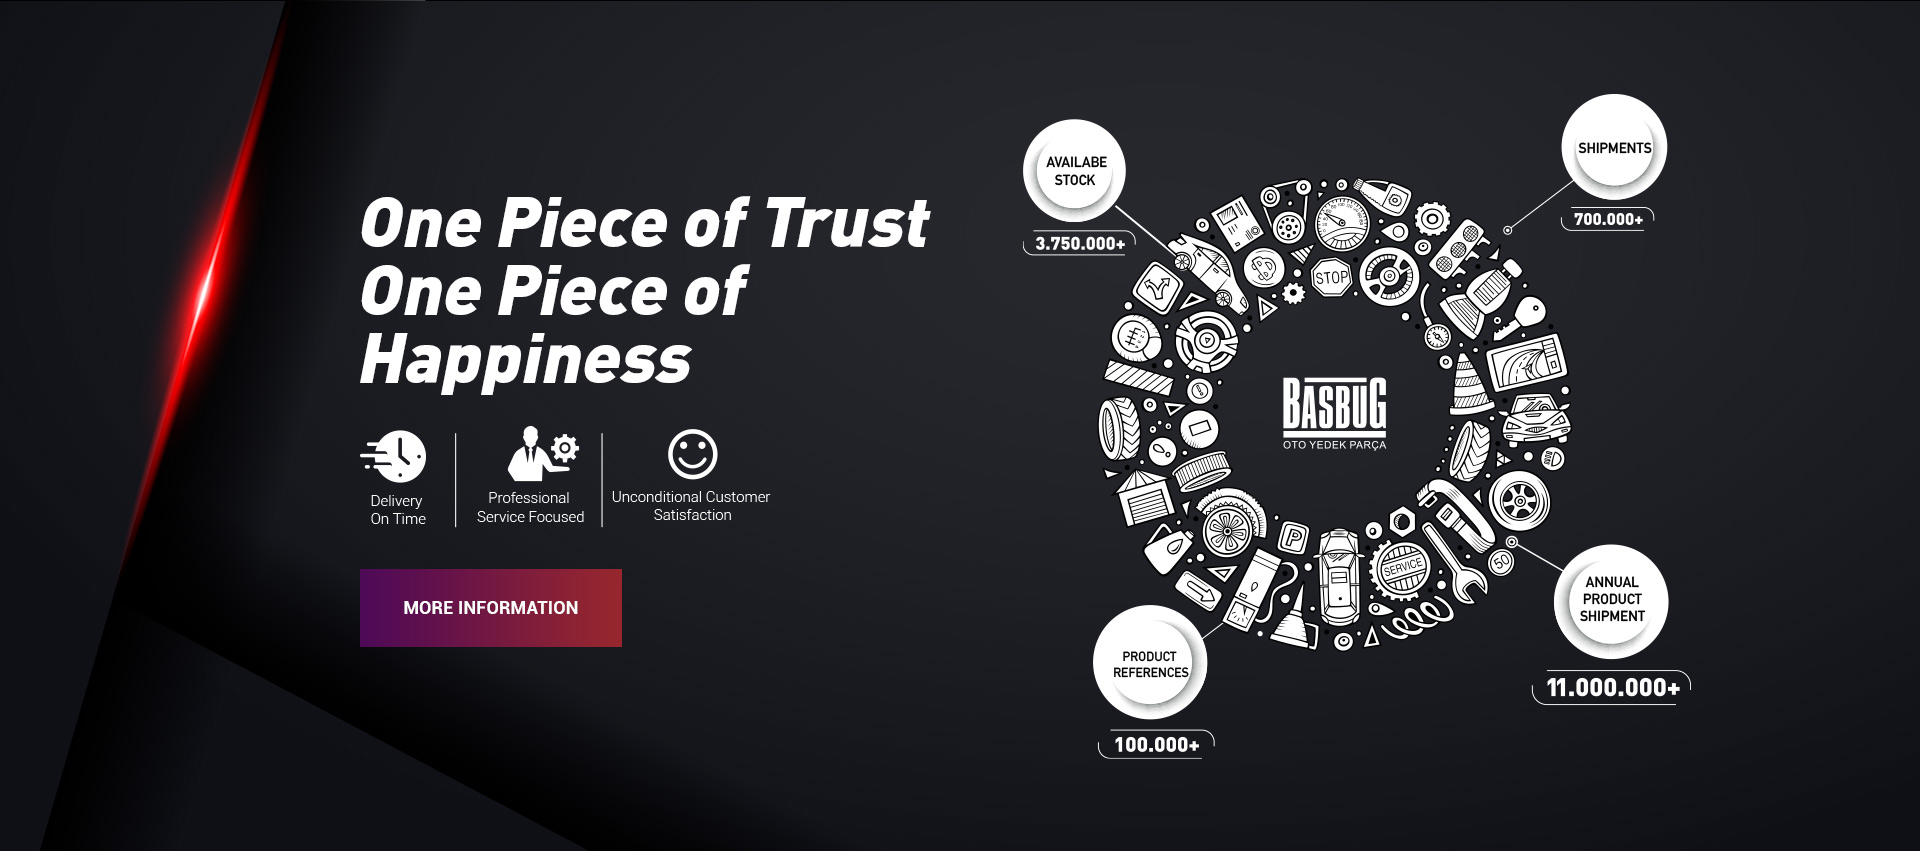 One Piece of Trust
One Piece of
Happiness
Delivery
On Time
Professional
Service Focused
Unconditional Customer
Satisfaction
MORE INFORMATION
AVAILABE
STOCK
3.750.000+
SHIPMENTS
700.000+
STOP
BASBUG
OTO YEDEK PARÇA
P
SERVICE
50
ANNUAL
PRODUCT
SHIPMENT
11.000.000+
PRODUCT
REFERENCES
100.000+